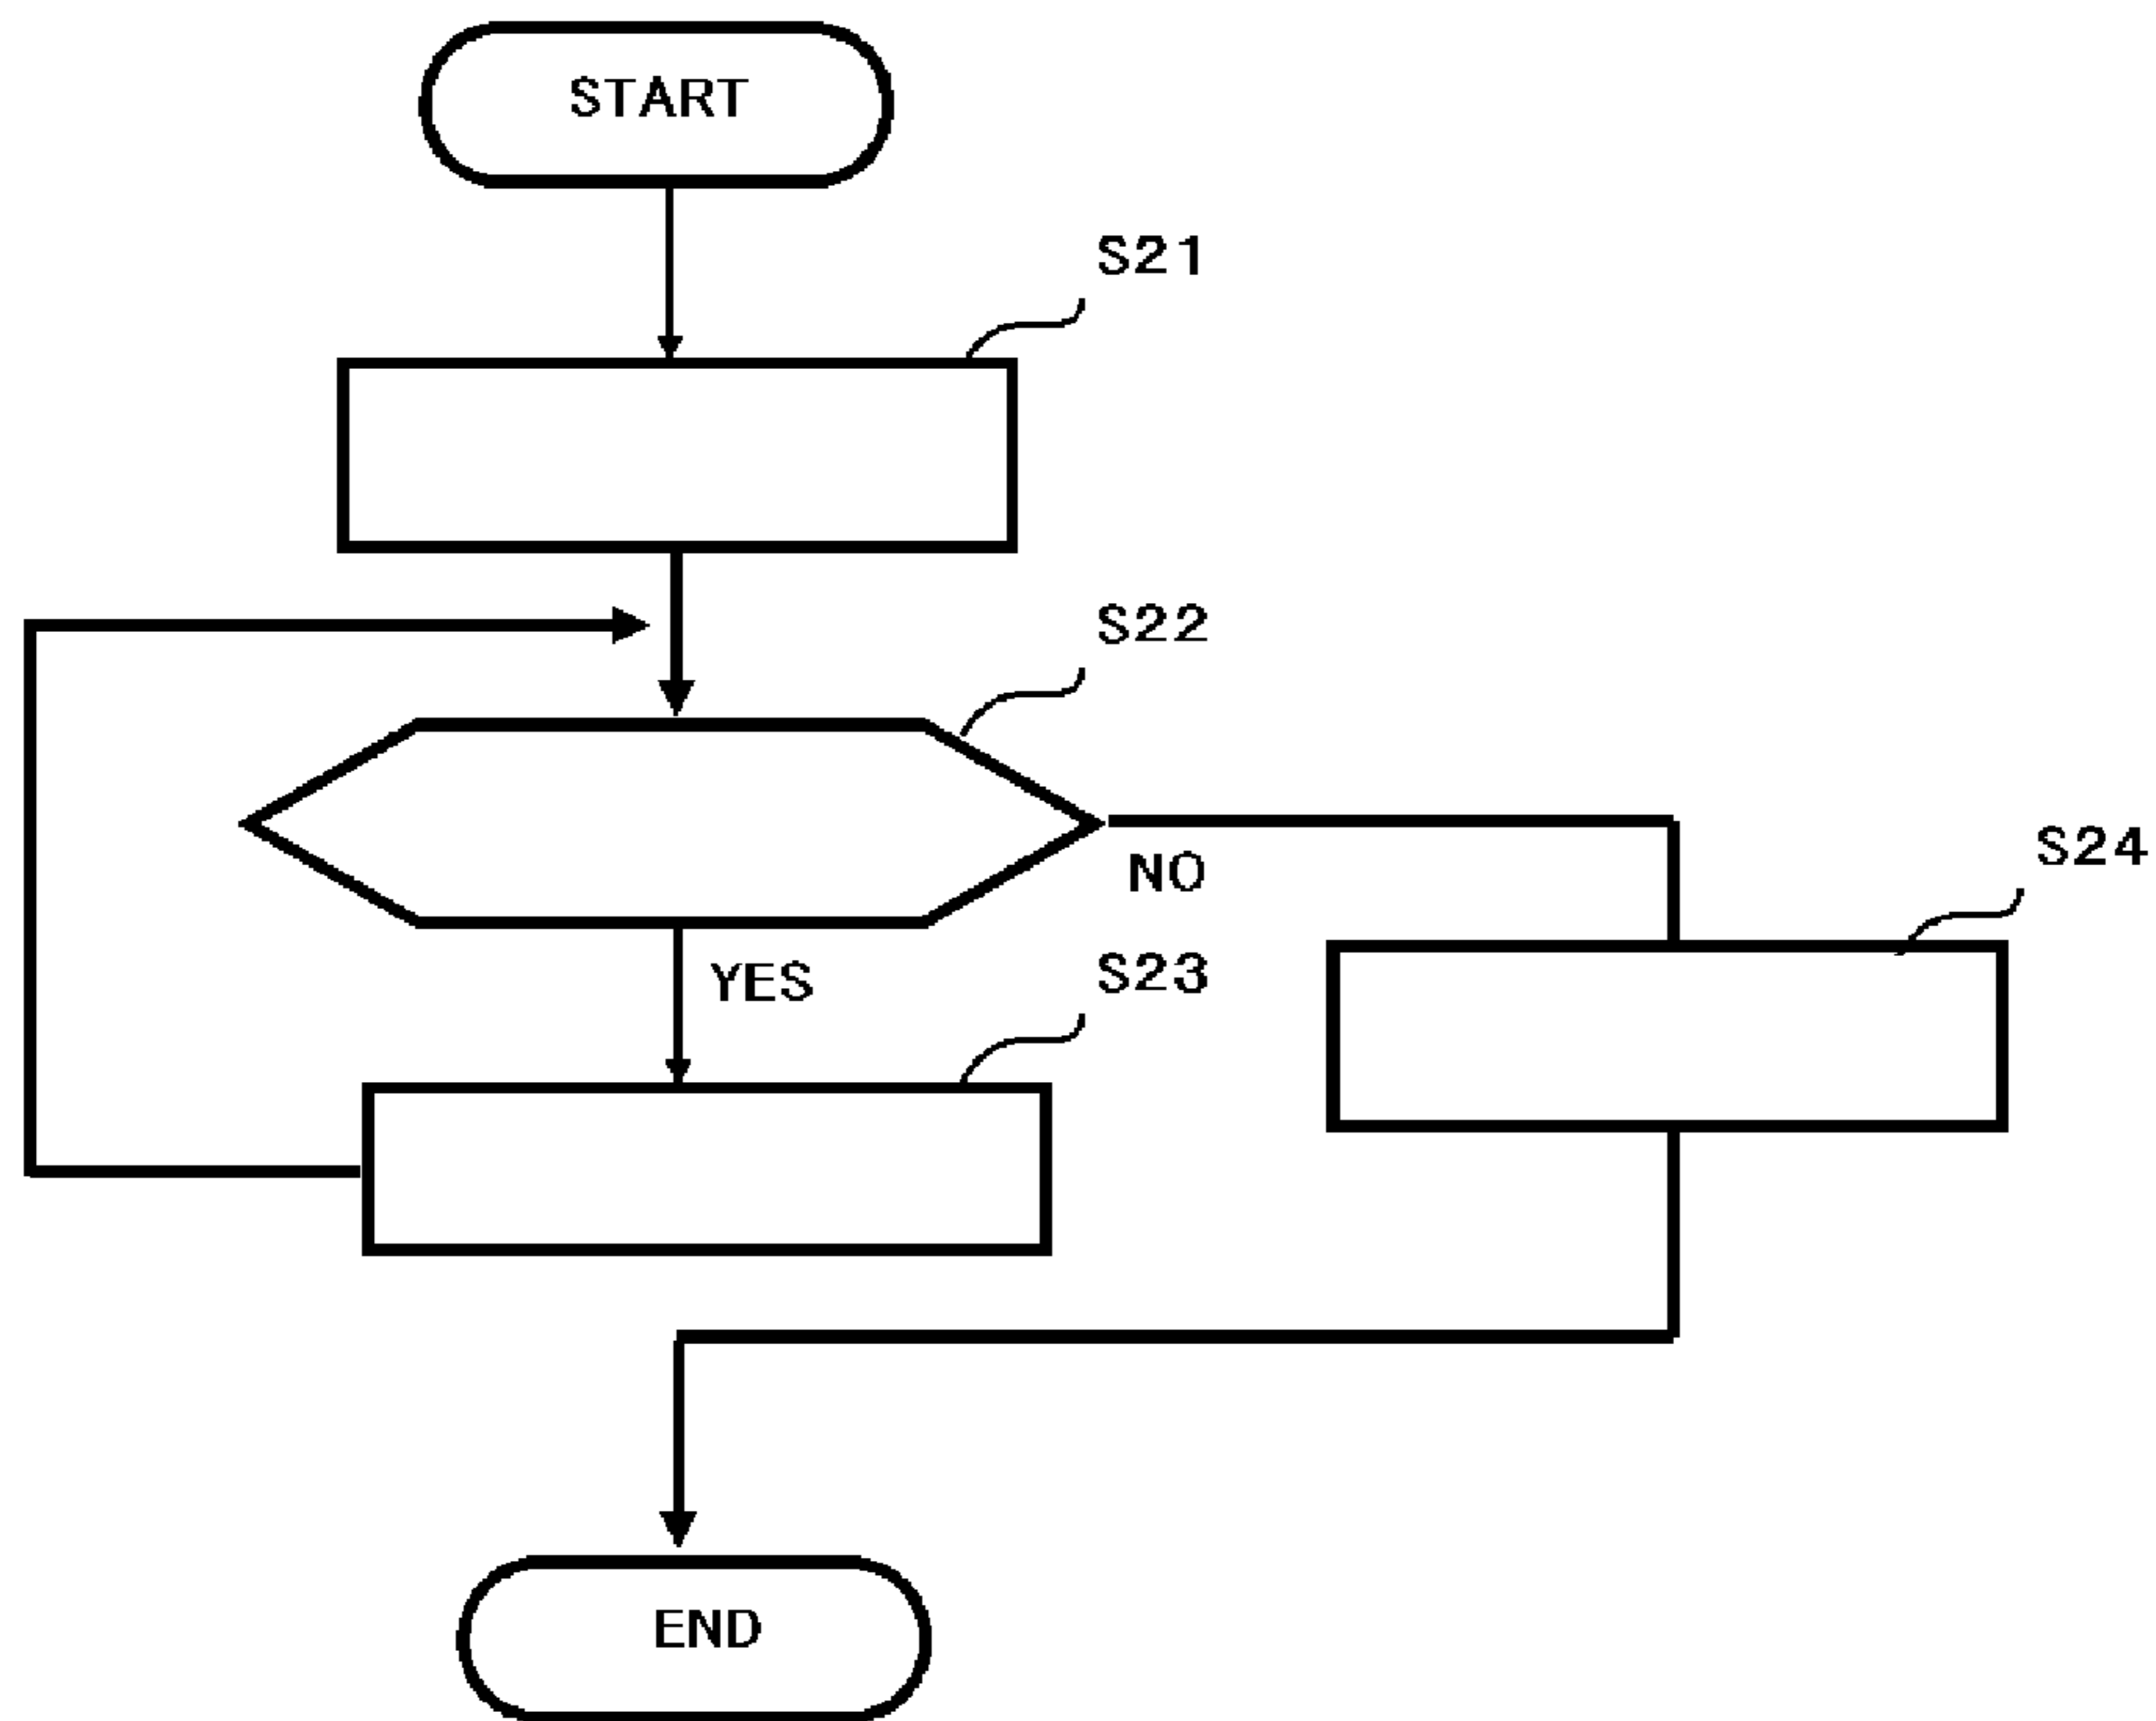 START
S21
S22
NO
S24
YES
S23
END